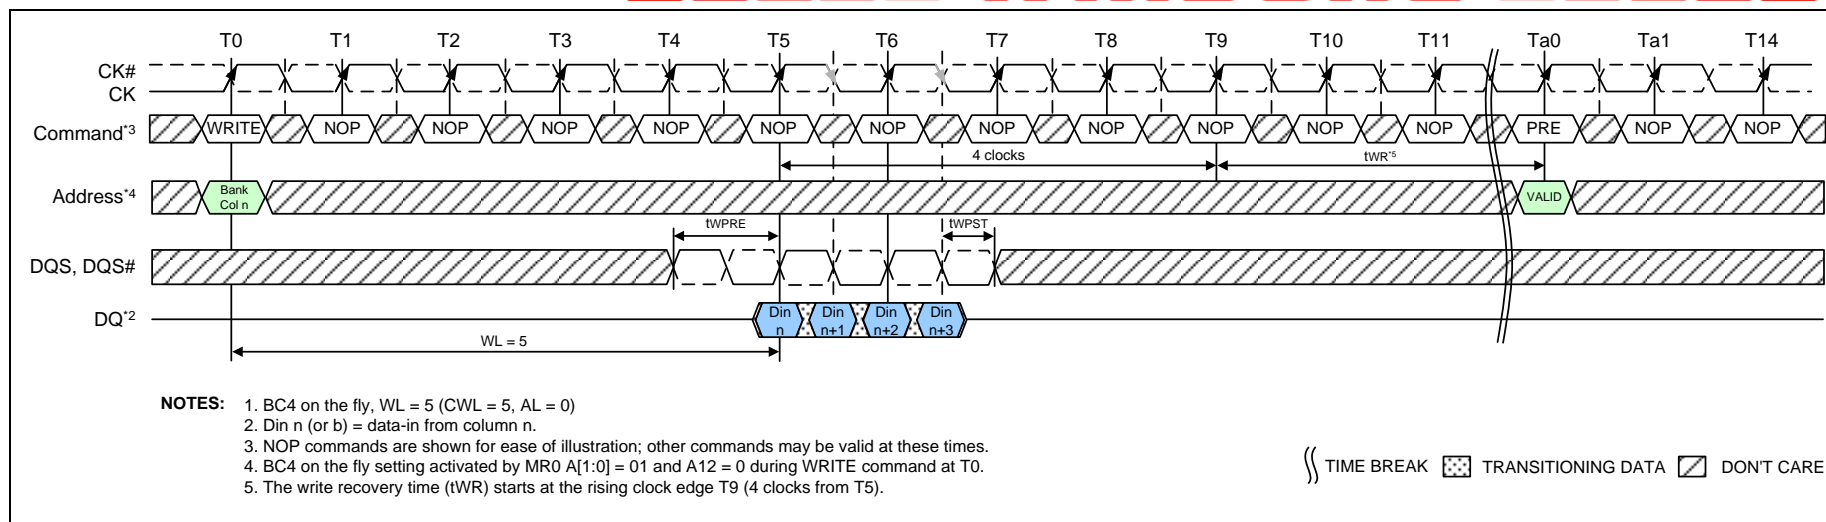 T0 T1 T2 T3 T4 T5 T6 T7 T8 T9 T10 T11 Ta0 Ta1 T14
CK#
CK
Command*3 WRITE NOP NOP NOP NOP NOP NOP NOP NOP NOP NOP NOP PRE NOP NOP
4 clocks tWR*5
Address*4 Bank Col n VALID
tWPRE tWPST
DQS, DQS#
DQ*2 Din n Din n+1 Din n+2 Din n+3
WL = 5
NOTES: 1. BC4 on the fly, WL = 5 (CWL = 5, AL = 0)
2. Din n (or b) = data-in from column n.
3. NOP commands are shown for ease of illustration; other commands may be valid at these times.
4. BC4 on the fly setting activated by MR0 A[1:0] = 01 and A12 = 0 during WRITE command at T0.
5. The write recovery time (tWR) starts at the rising clock edge T9 (4 clocks from T5).
TIME BREAK TRANSITIONING DATA DON'T CARE